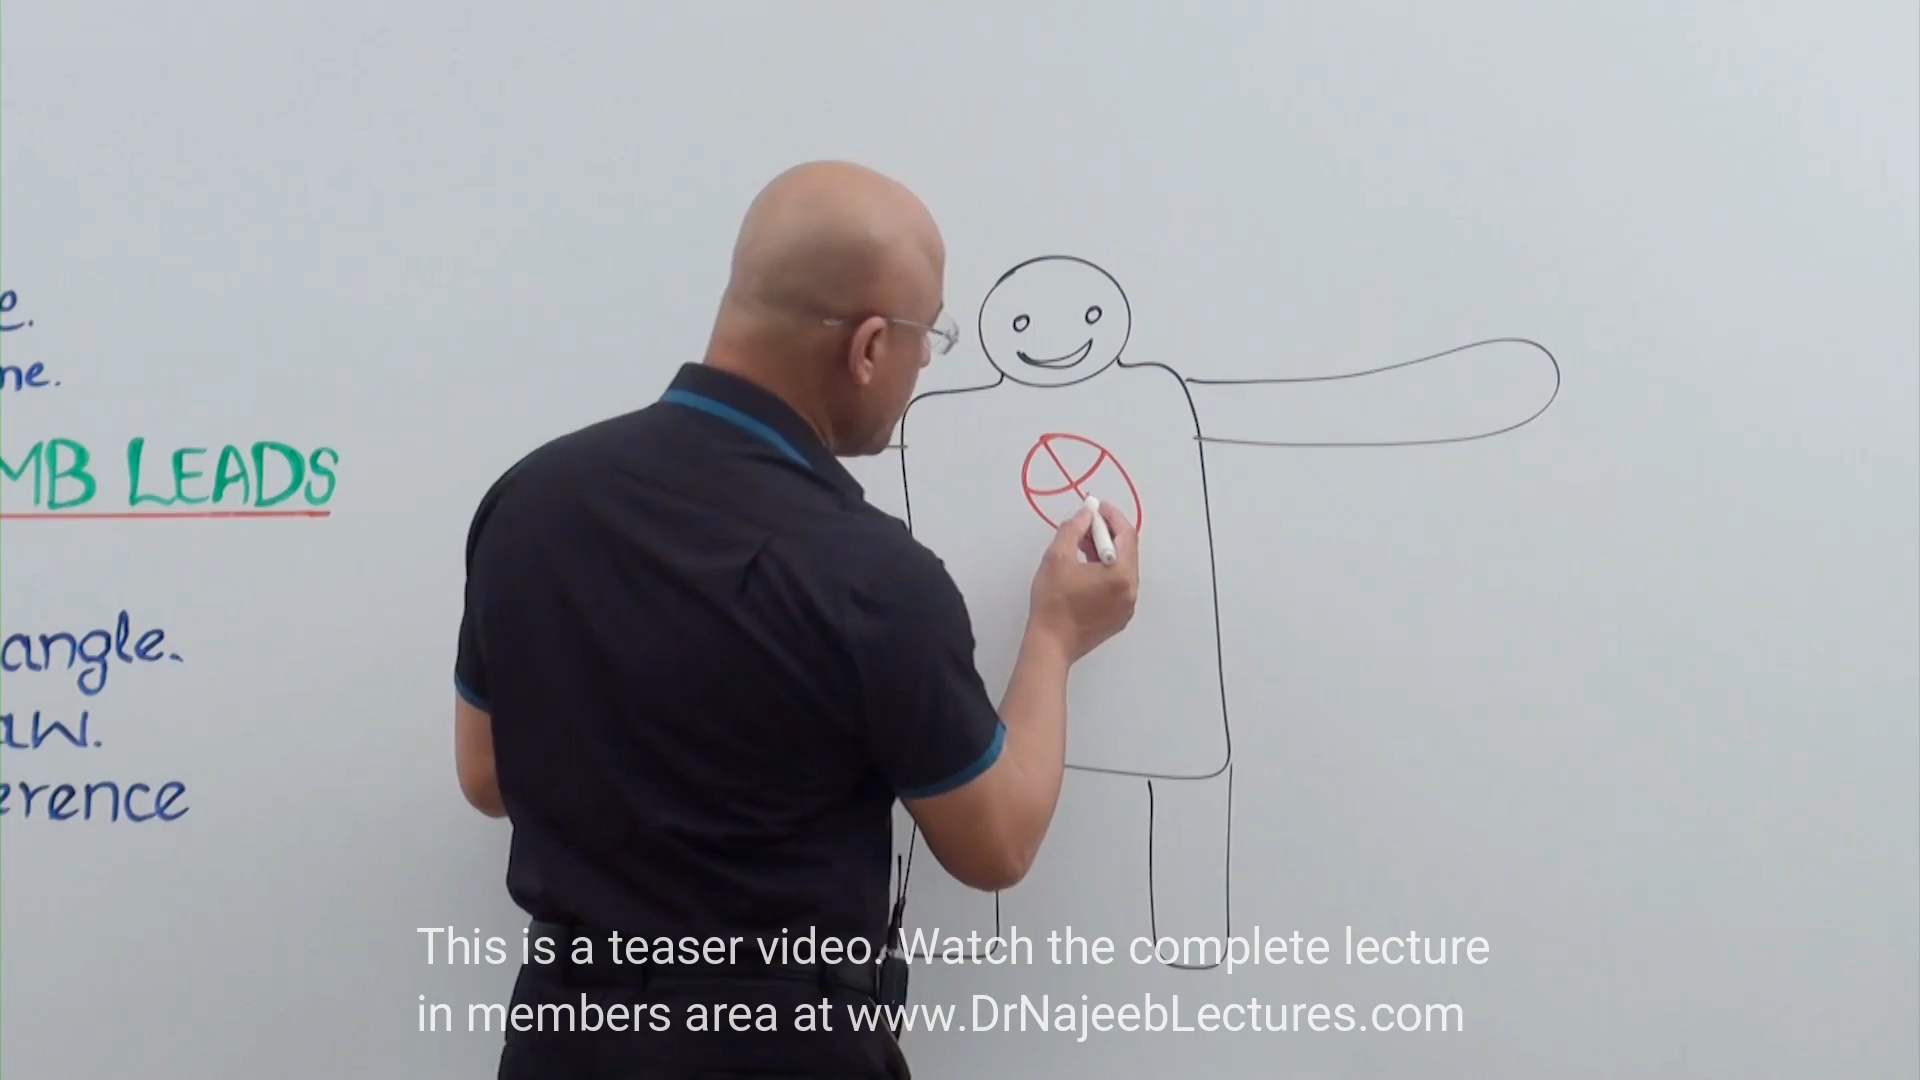 e.
ne.
MB LEADS
angle.
aw.
erence
This is a teaser video. Watch the complete lecture
in members area at www.DrNajeebLectures.com